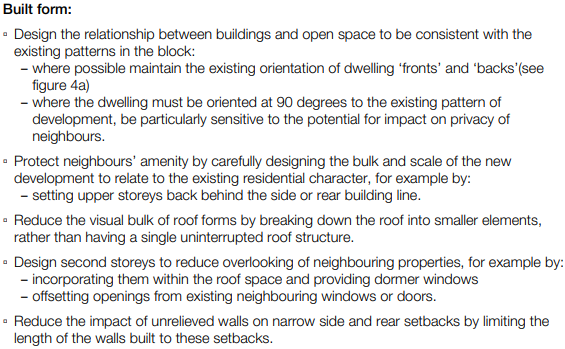 Built form:
▫ Design the relationship between buildings and open space to be consistent with the
existing patterns in the block:
– where possible maintain the existing orientation of dwelling ‘fronts’ and ‘backs’(see
figure 4a)
– where the dwelling must be oriented at 90 degrees to the existing pattern of
development, be particularly sensitive to the potential for impact on privacy of
neighbours.
▫ Protect neighbours’ amenity by carefully designing the bulk and scale of the new
development to relate to the existing residential character, for example by:
– setting upper storeys back behind the side or rear building line.
▫ Reduce the visual bulk of roof forms by breaking down the roof into smaller elements,
rather than having a single uninterrupted roof structure.
▫ Design second storeys to reduce overlooking of neighbouring properties, for example by:
– incorporating them within the roof space and providing dormer windows
– offsetting openings from existing neighbouring windows or doors.
▫ Reduce the impact of unrelieved walls on narrow side and rear setbacks by limiting the
length of the walls built to these setbacks.